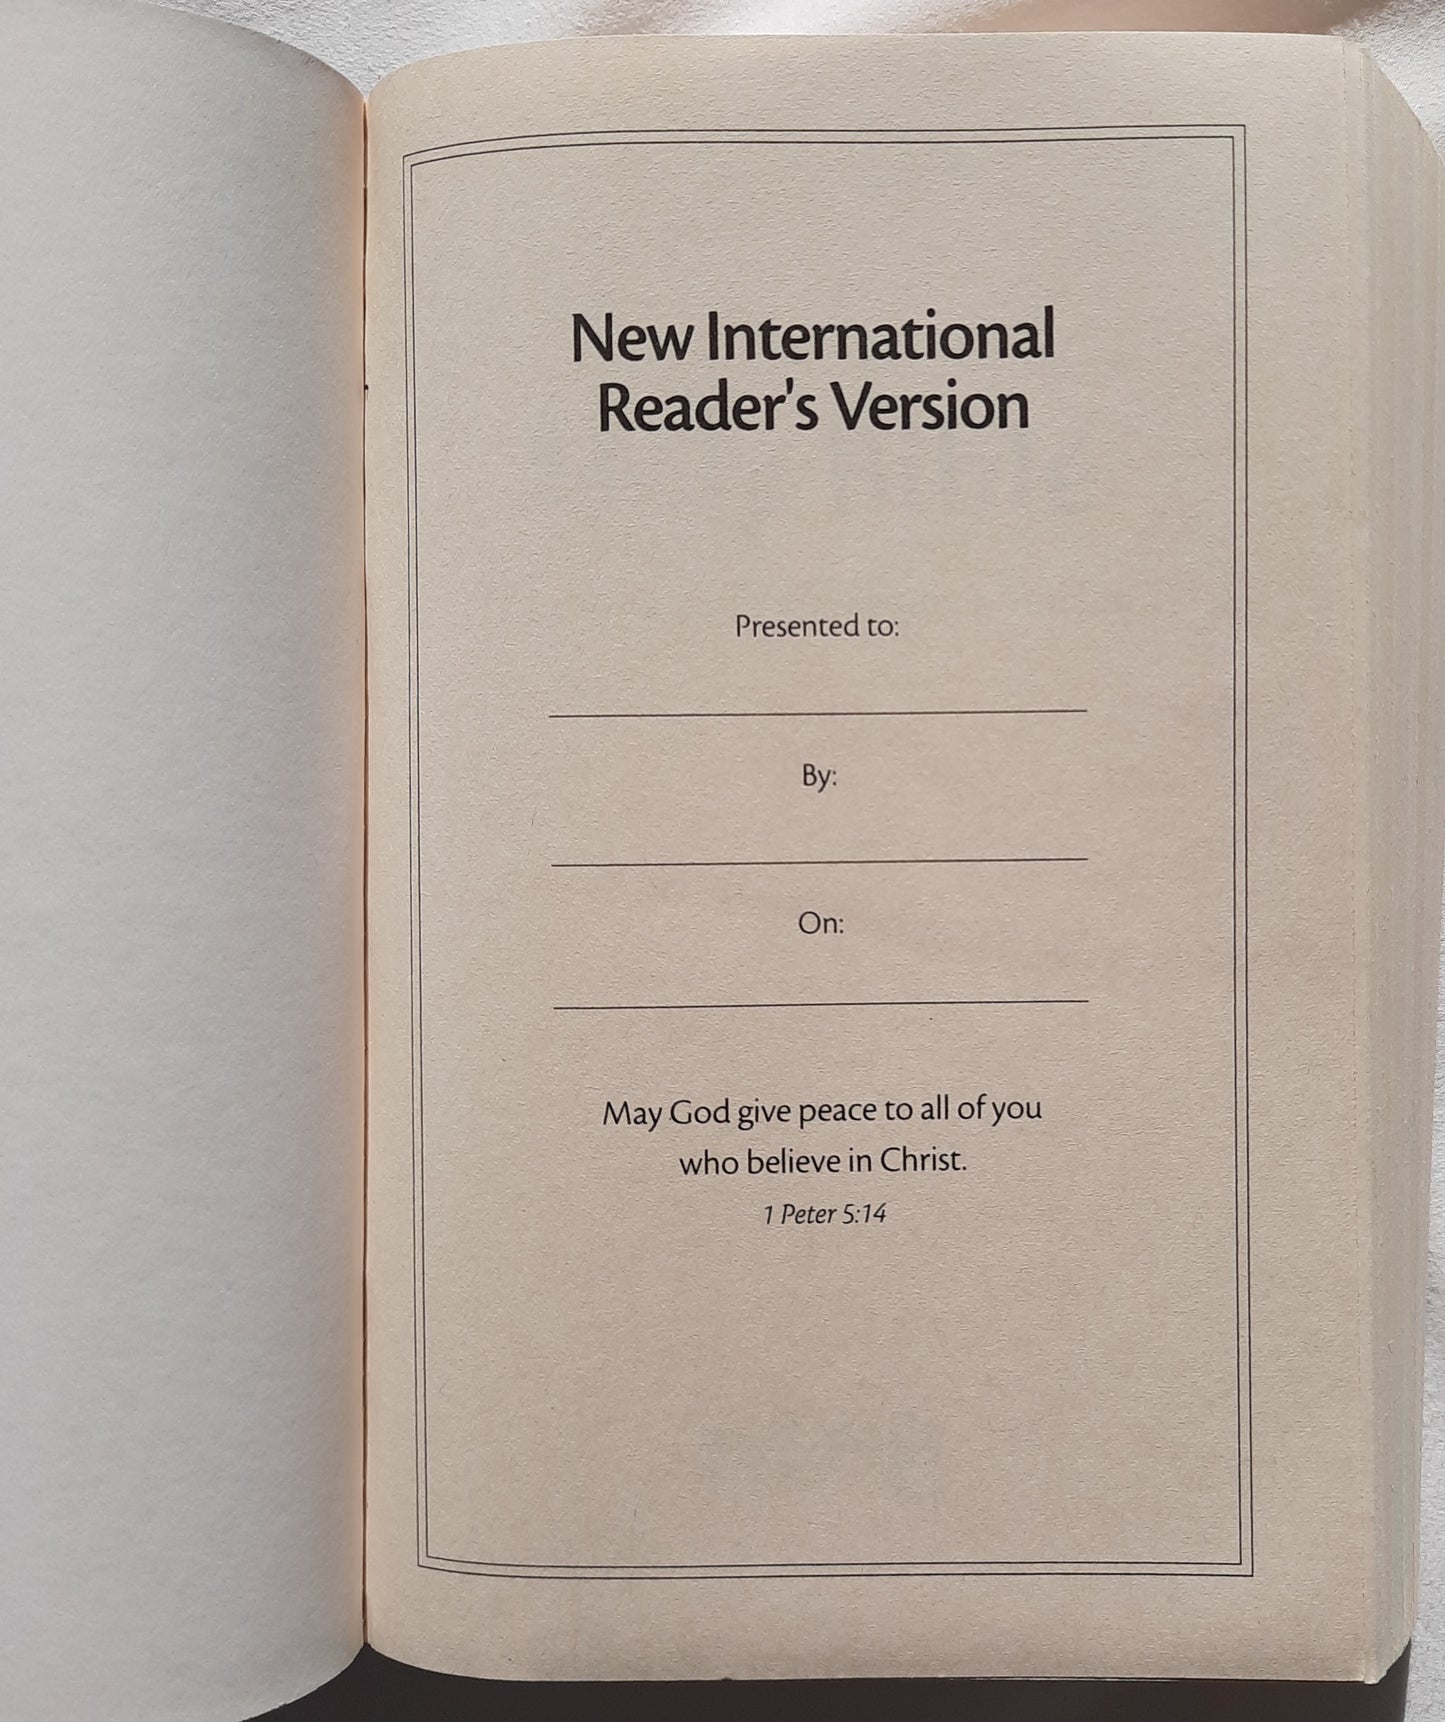 New International
Reader's Version
Presented to:
By:
On:
May God give peace to all of you
who believe in Christ.
1 Peter 5:14